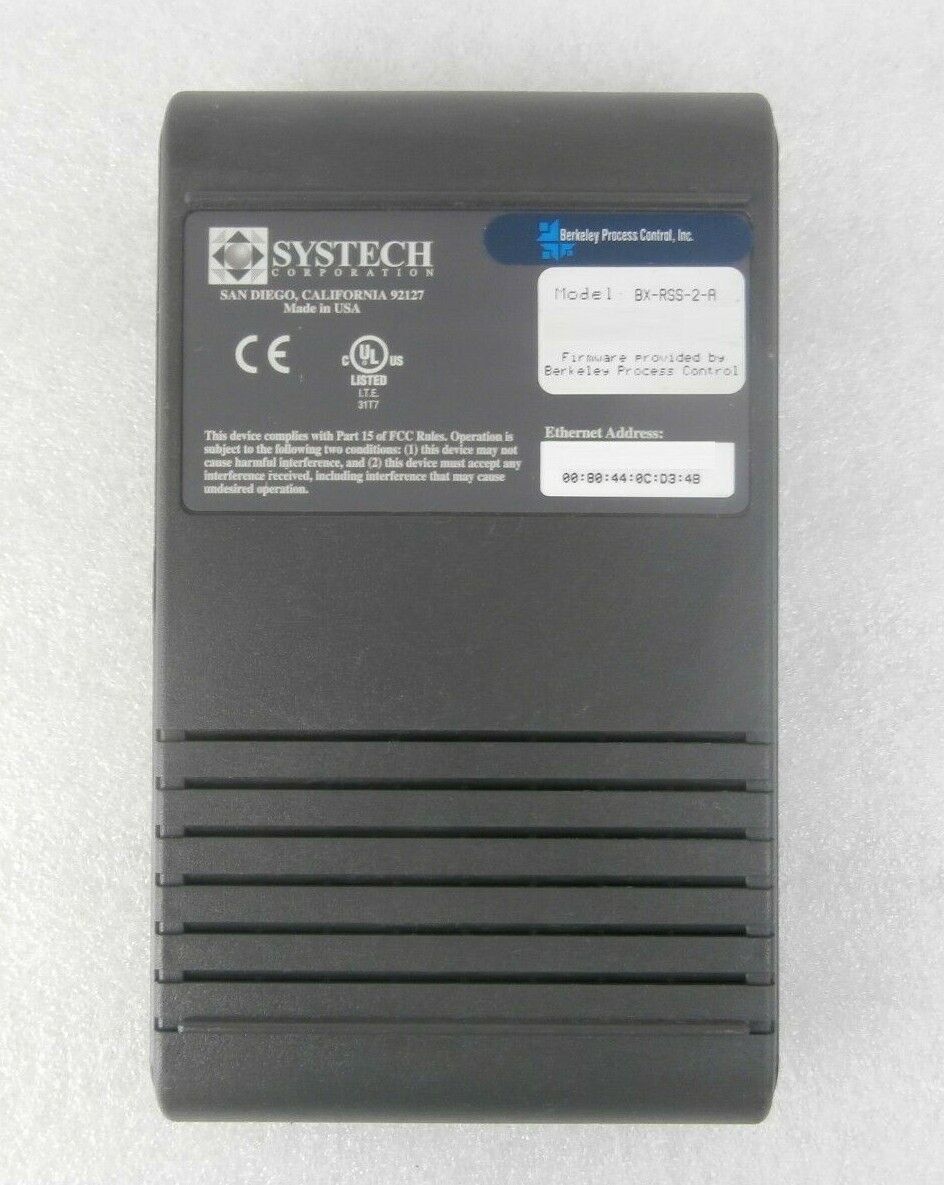 SYSTECH
CORPORATION
SAN DIEGO, CALIFORNIA 92127
Made in USA
CE
C UL US
LISTED
I.T.E.
31T7
This device complies with Part 15 of FCC Rules. Operation is
subject to the following two conditions: (1) this device may not
cause harmful interference, and (2) this device must accept any
interference received, including interference that may cause
undesired operation.
Berkeley Process Control, Inc.
Model: BX-RSS-2-A
Firmware provided by
Berkeley Process Control
Ethernet Address:
00:80:44:0C:D3:4B